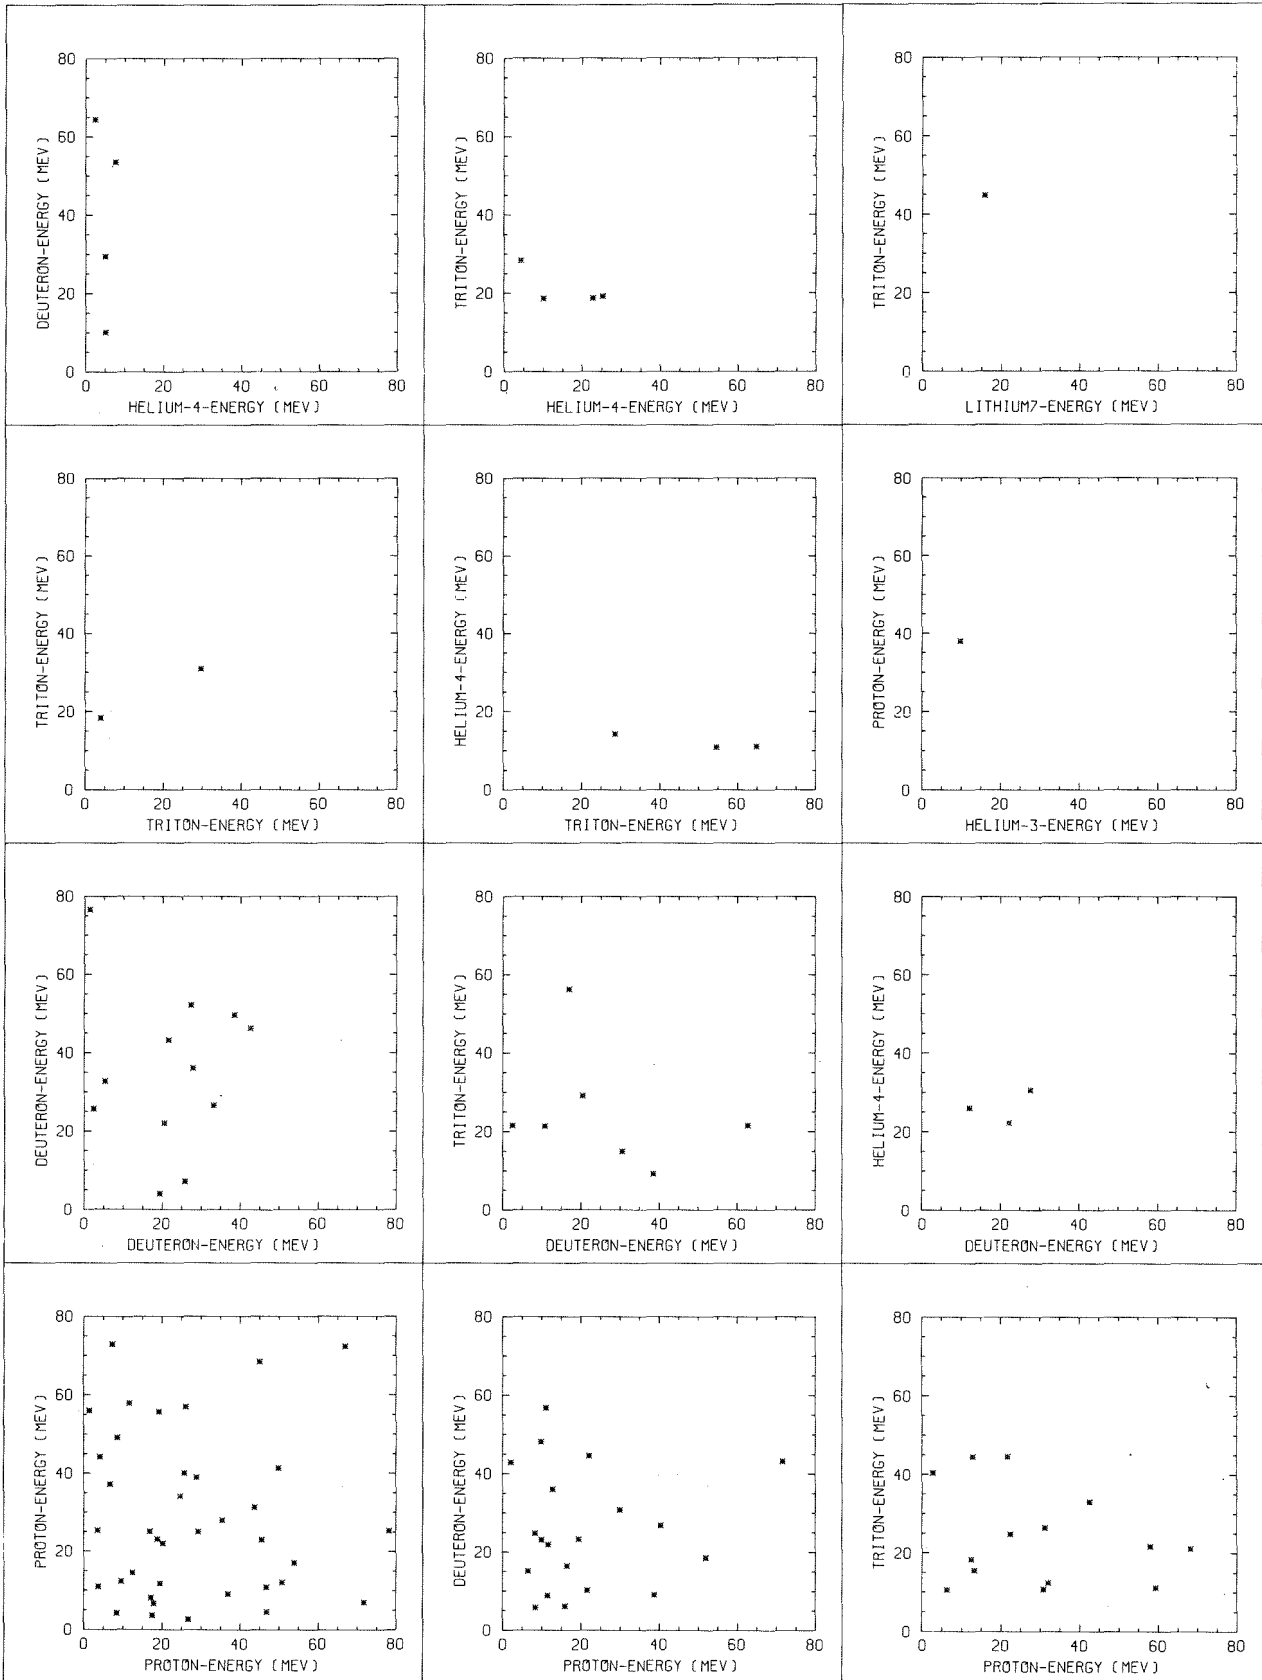 DEUTERON-ENERGY (MEV)
80
60
40
20
0
0 20 40 60 80
HELIUM-4-ENERGY (MEV)
TRITON-ENERGY (MEV)
80
60
40
20
0
0 20 40 60 80
HELIUM-4-ENERGY (MEV)
TRITON-ENERGY (MEV)
80
60
40
20
0
0 20 40 60 80
LITHIUM7-ENERGY (MEV)
TRITON-ENERGY (MEV)
80
60
40
20
0
0 20 40 60 80
TRITON-ENERGY (MEV)
HELIUM-4-ENERGY (MEV)
80
60
40
20
0
0 20 40 60 80
TRITON-ENERGY (MEV)
PROTON-ENERGY (MEV)
80
60
40
20
0
0 20 40 60 80
HELIUM-3-ENERGY (MEV)
DEUTERON-ENERGY (MEV)
80
60
40
20
0
0 20 40 60 80
DEUTERON-ENERGY (MEV)
TRITON-ENERGY (MEV)
80
60
40
20
0
0 20 40 60 80
DEUTERON-ENERGY (MEV)
HELIUM-4-ENERGY (MEV)
80
60
40
20
0
0 20 40 60 80
DEUTERON-ENERGY (MEV)
PROTON-ENERGY (MEV)
80
60
40
20
0
0 20 40 60 80
PROTON-ENERGY (MEV)
DEUTERON-ENERGY (MEV)
80
60
40
20
0
0 20 40 60 80
PROTON-ENERGY (MEV)
TRITON-ENERGY (MEV)
80
60
40
20
0
0 20 40 60 80
PROTON-ENERGY (MEV)